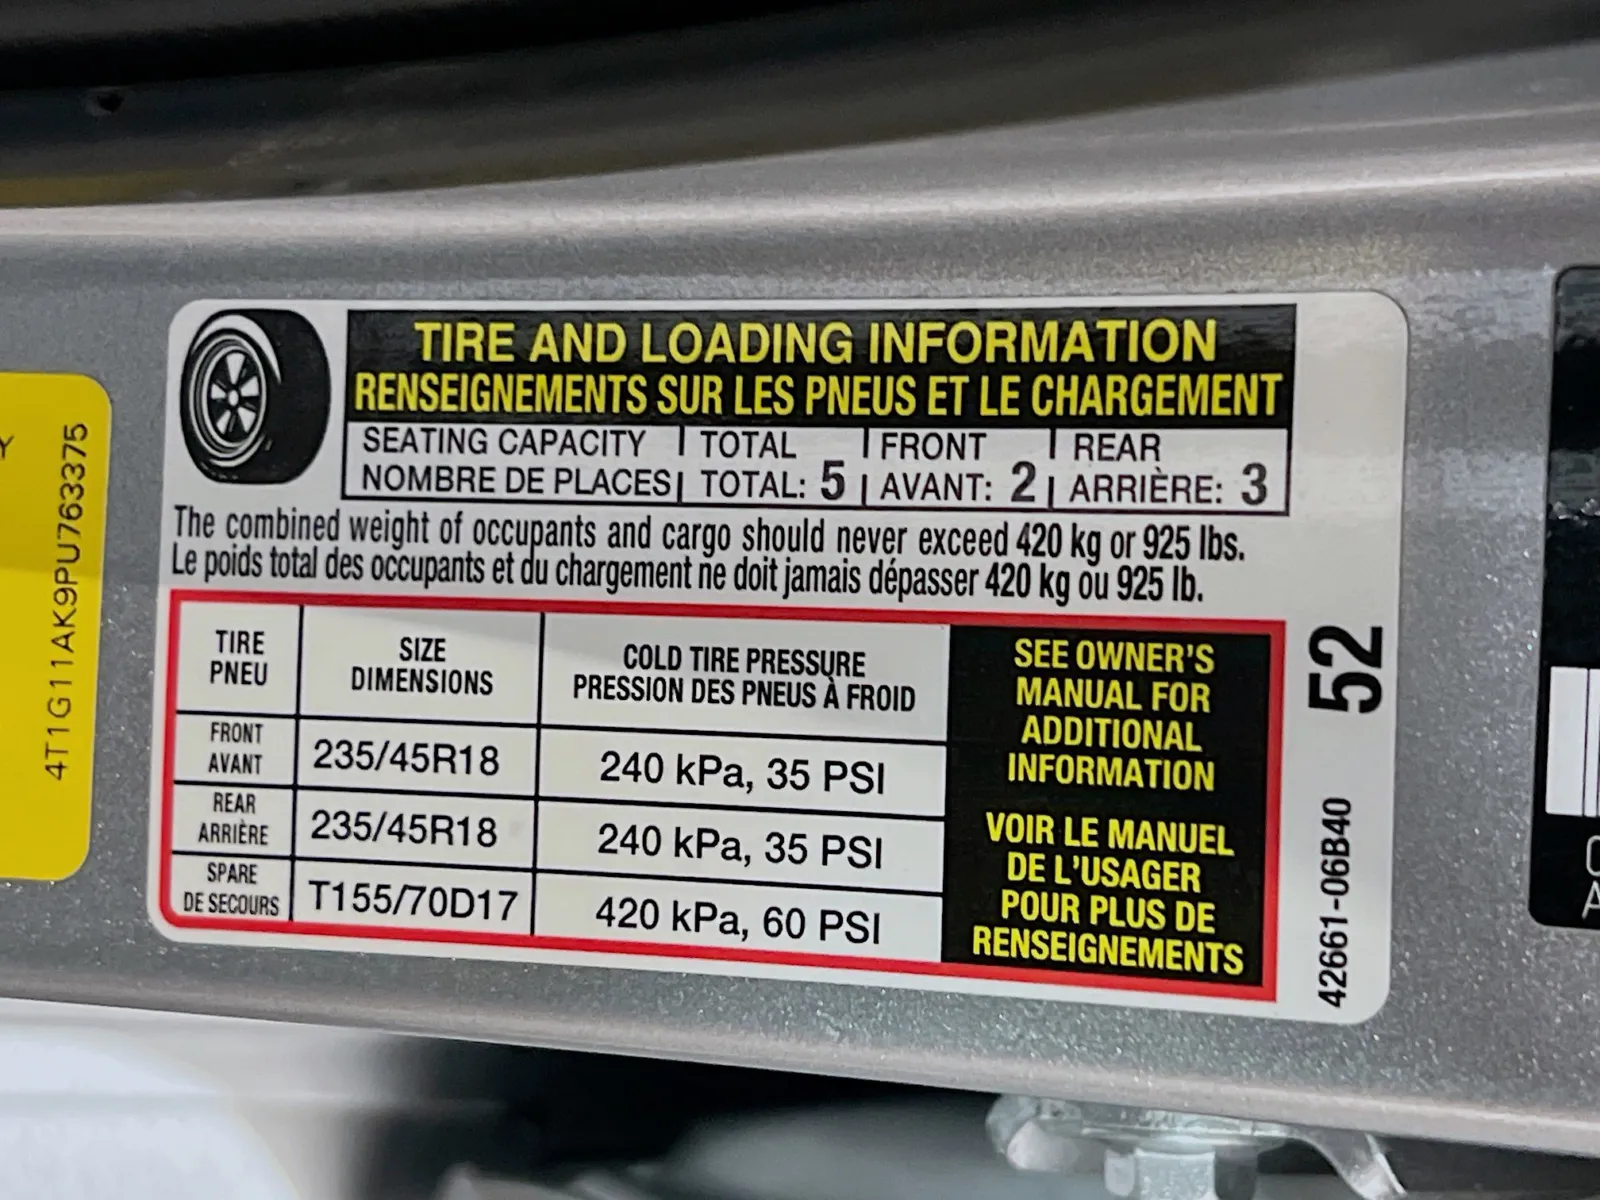 4T1G11AK9PU763375
TIRE AND LOADING INFORMATION
RENSEIGNEMENTS SUR LES PNEUS ET LE CHARGEMENT
SEATING CAPACITY | TOTAL | FRONT | REAR
NOMBRE DE PLACES | TOTAL: 5 | AVANT: 2 | ARRIÈRE: 3
The combined weight of occupants and cargo should never exceed 420 kg or 925 lbs.
Le poids total des occupants et du chargement ne doit jamais dépasser 420 kg ou 925 lb.
TIRE
PNEU
SIZE
DIMENSIONS
COLD TIRE PRESSURE
PRESSION DES PNEUS À FROID
FRONT
AVANT
235/45R18
240 kPa, 35 PSI
REAR
ARRIÈRE
235/45R18
240 kPa, 35 PSI
SPARE
DE SECOURS
T155/70D17
420 kPa, 60 PSI
SEE OWNER'S
MANUAL FOR
ADDITIONAL
INFORMATION
VOIR LE MANUEL
DE L'USAGER
POUR PLUS DE
RENSEIGNEMENTS
52
42661-06B40